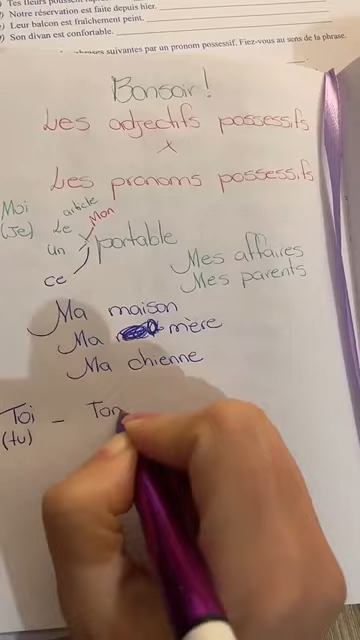 Tes fleurs poussent
Notre réservation est faite depuis hier.
Leur balcon est fraîchement peint.
Son divan est confortable.
suivantes par un pronom possessif. Fiez-vous au sens de la phrase.
Bonsoir!
Les adjectifs possessifs
x
Les pronoms possessifs
Moi
(Je)
article
Le
Mon
Un
portable
ce
Mes affaires
Mes parents
Ma maison
Ma mère
Ma chienne
Toi - Ton
(tu)